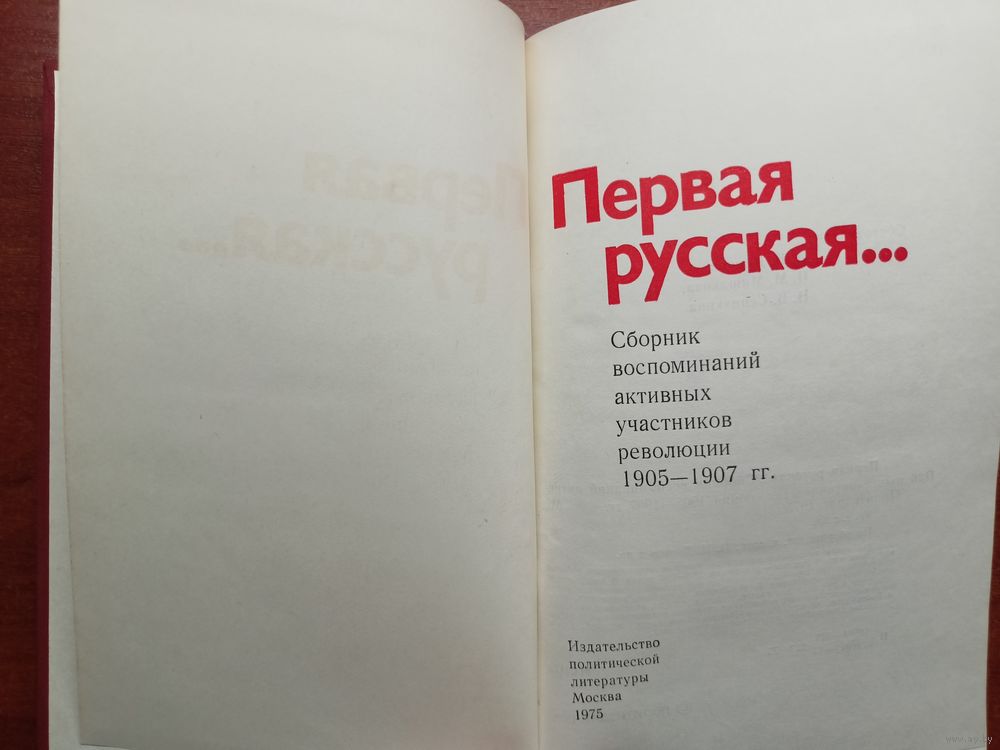 Первая
русская...
Сборник
воспоминаний
активных
участников
революции
1905—1907 гг.
Издательство
политической
литературы
Москва
1975